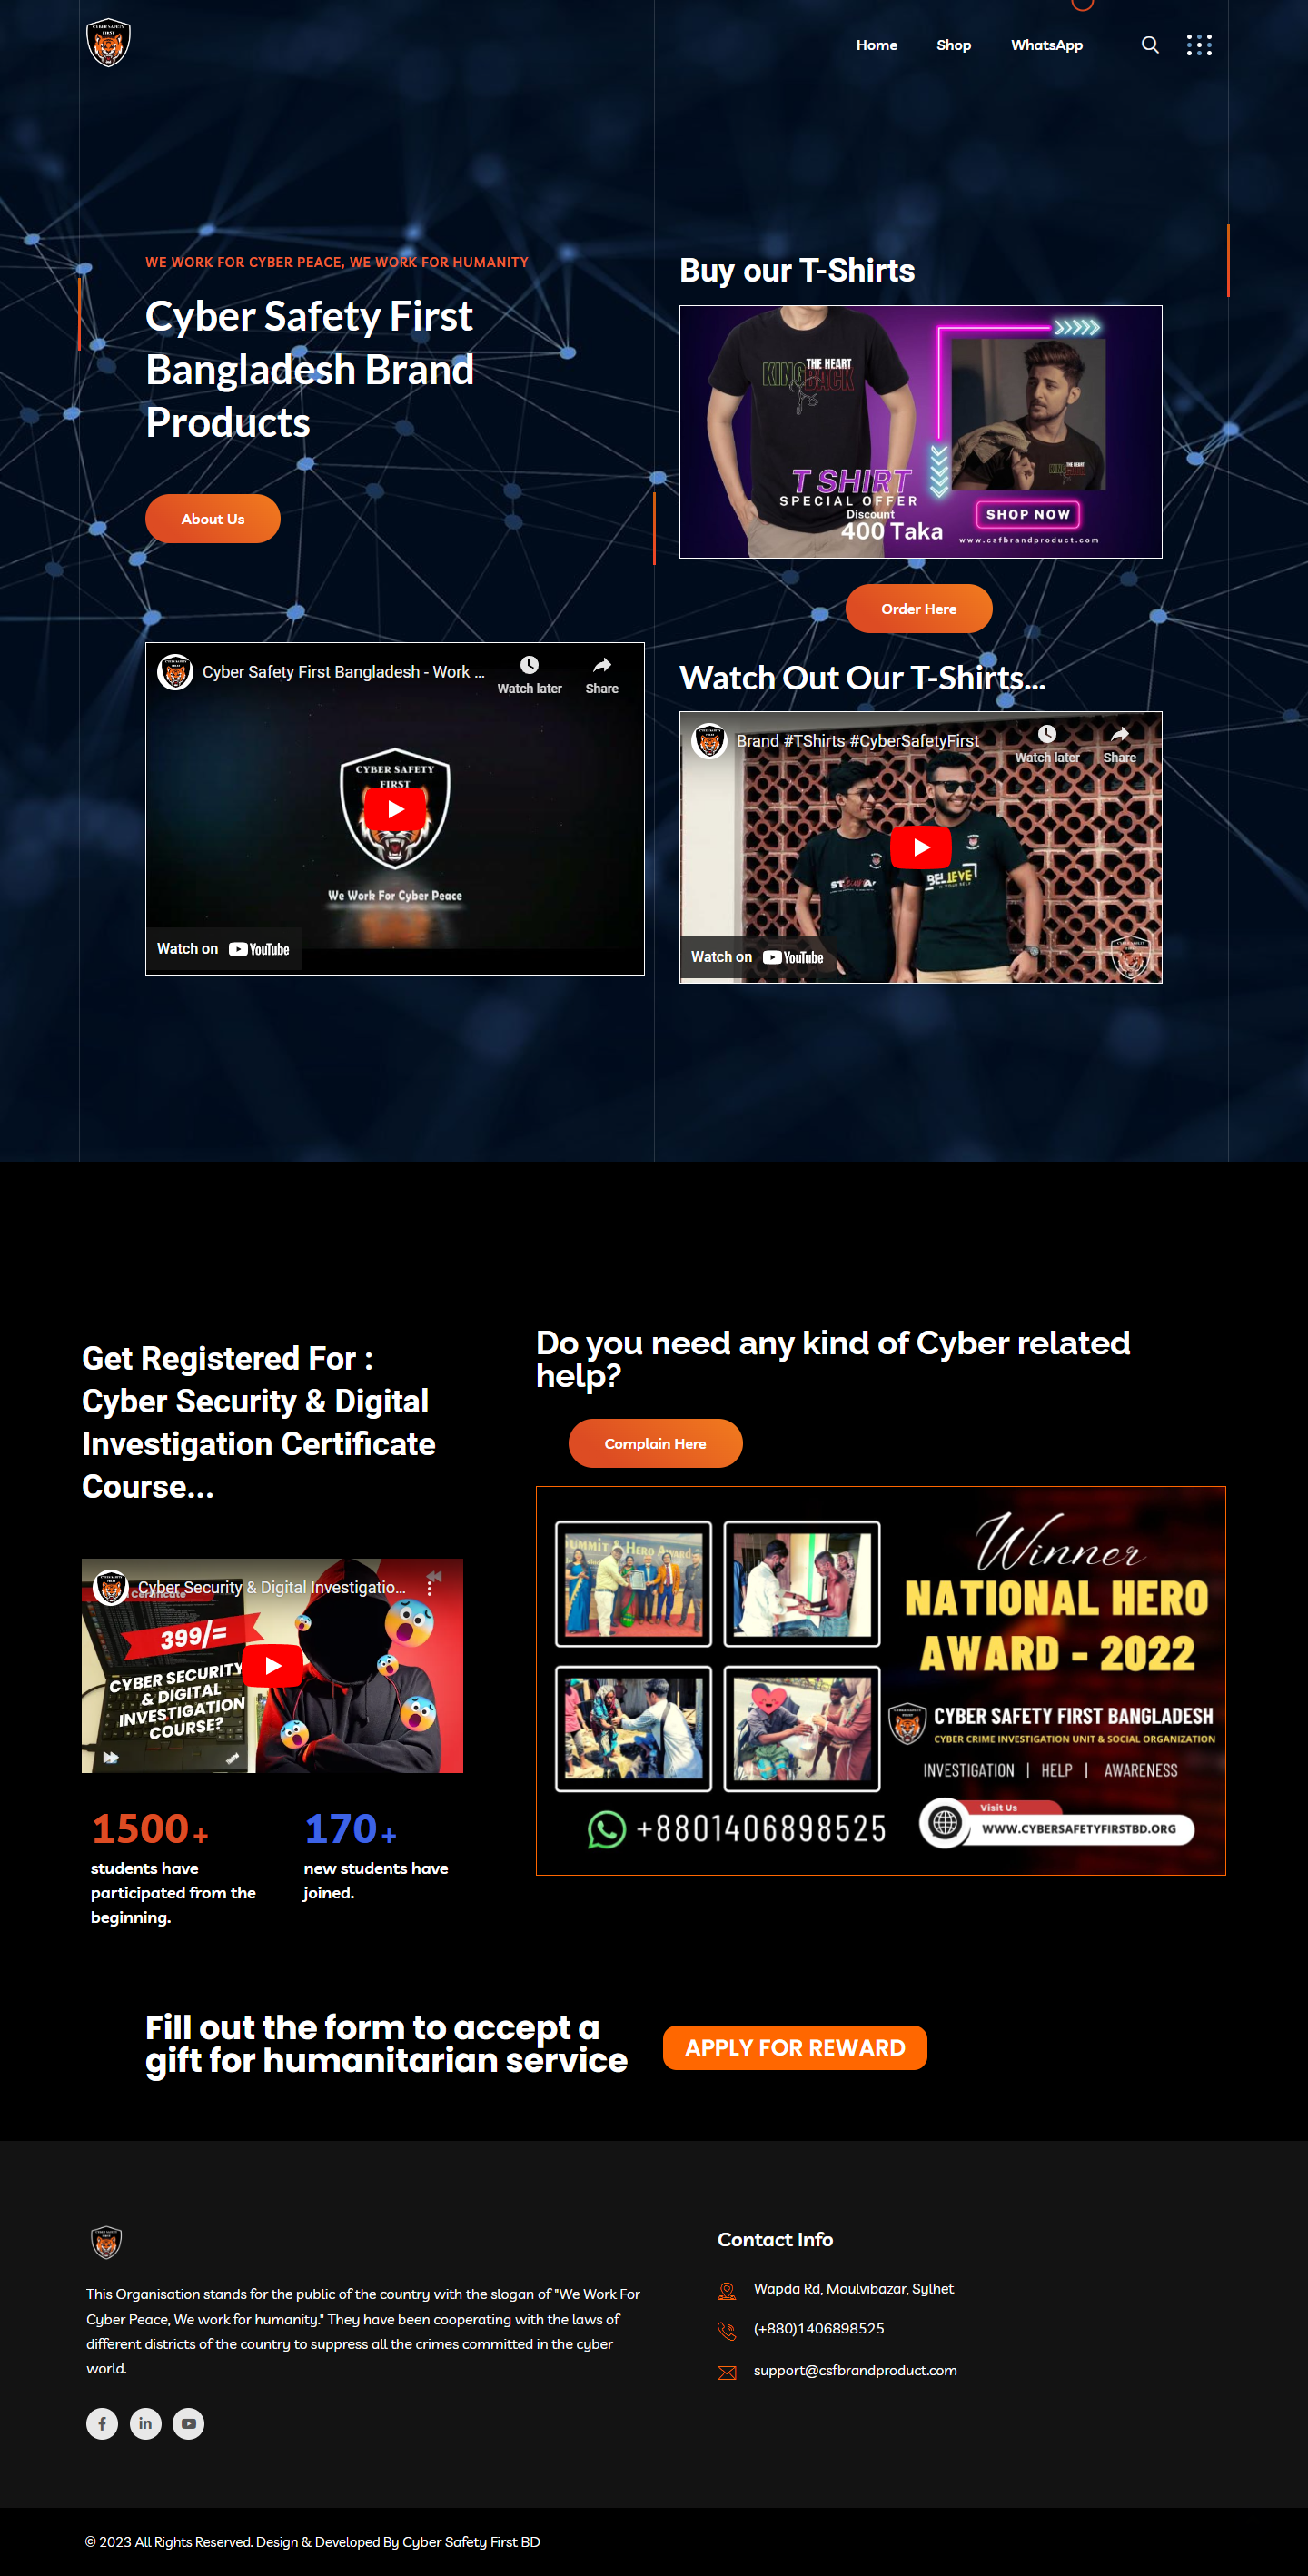 CYBER SAFETY
FIRST
Home
Shop
WhatsApp
WE WORK FOR CYBER PEACE, WE WORK FOR HUMANITY
Cyber Safety First
Bangladesh Brand
Products
About Us
Cyber Safety First Bangladesh - Work ...
Watch later
Share
CYBER SAFETY
FIRST
We Work For Cyber Peace
Watch on YouTube
Buy our T-Shirts
KING THE HEART
BACK
THE HEART
T SHIRT
SPECIAL OFFER
Discount
400 Taka
SHOP NOW
www.csfbrandproduct.com
Order Here
Watch Out Our T-Shirts...
Brand #TShirts #CyberSafetyFirst
Watch later
Share
BELIEVE
IN YOUR SELF
Watch on YouTube
Get Registered For :
Cyber Security & Digital
Investigation Certificate
Course...
Cyber Security & Digital Investigatio...
Certificate
399/=
CYBER SECURITY
& DIGITAL
INVESTIGATION
COURSE?
1500 +
students have
participated from the
beginning.
170 +
new students have
joined.
Do you need any kind of Cyber related
help?
Complain Here
Winner
NATIONAL HERO
AWARD - 2022
CYBER SAFETY FIRST BANGLADESH
CYBER CRIME INVESTIGATION UNIT & SOCIAL ORGANIZATION
INVESTIGATION | HELP | AWARENESS
Visit Us
WWW.CYBERSAFETYFIRSTBD.ORG
+8801406898525
Fill out the form to accept a
gift for humanitarian service
APPLY FOR REWARD
This Organisation stands for the public of the country with the slogan of "We Work For
Cyber Peace, We work for humanity." They have been cooperating with the laws of
different districts of the country to suppress all the crimes committed in the cyber
world.
Contact Info
Wapda Rd, Moulvibazar, Sylhet
(+880)1406898525
support@csfbrandproduct.com
© 2023 All Rights Reserved. Design & Developed By Cyber Safety First BD